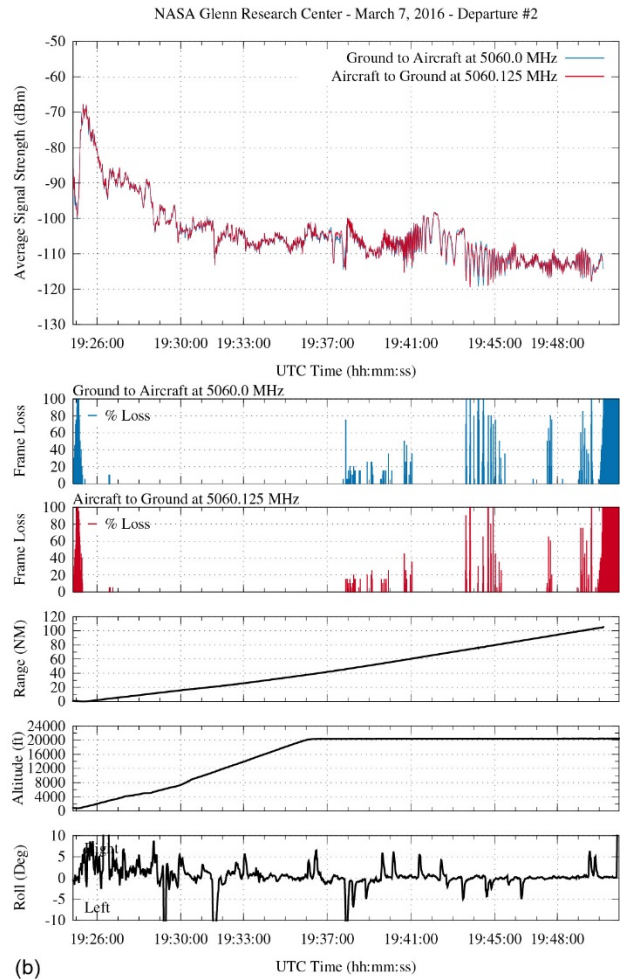 NASA Glenn Research Center - March 7, 2016 - Departure #2
Ground to Aircraft at 5060.0 MHz
Aircraft to Ground at 5060.125 MHz
Average Signal Strength (dBm)
-50
-60
-70
-80
-90
-100
-110
-120
-130
19:26:00 19:30:00 19:33:00 19:37:00 19:41:00 19:45:00 19:48:00
UTC Time (hh:mm:ss)
Ground to Aircraft at 5060.0 MHz
% Loss
Frame Loss
100
80
60
40
20
0
Aircraft to Ground at 5060.125 MHz
% Loss
Frame Loss
100
80
60
40
20
0
Range (NM)
120
100
80
60
40
20
0
Altitude (ft)
24000
20000
16000
12000
8000
4000
0
Roll (Deg)
10
5
0
-5
-10
Right
Left
19:26:00 19:30:00 19:33:00 19:37:00 19:41:00 19:45:00 19:48:00
UTC Time (hh:mm:ss)
(b)